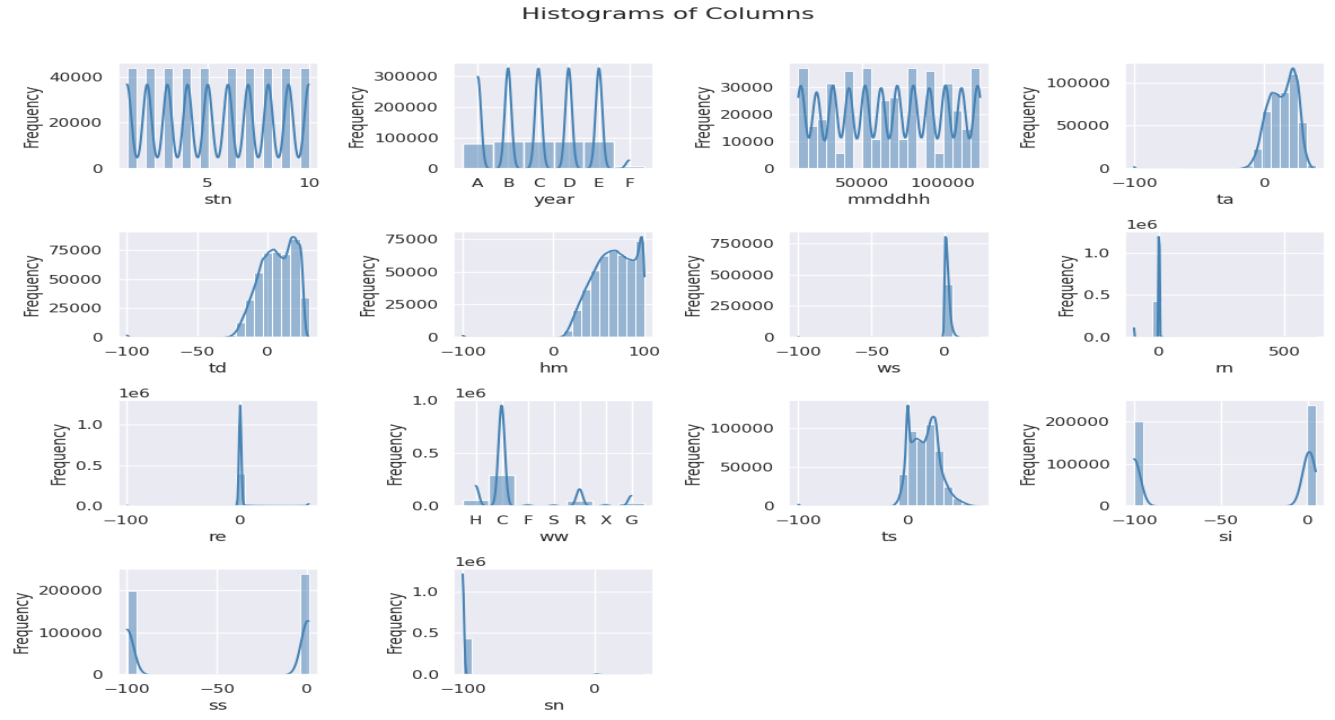 Histograms of Columns
Frequency
40000
20000
0
5
10
stn
Frequency
300000
200000
100000
0
A B C D E F
year
Frequency
30000
20000
10000
0
50000
100000
mmddhh
Frequency
100000
50000
0
−100
0
ta
Frequency
75000
50000
25000
0
−100
−50
0
td
Frequency
75000
50000
25000
0
−100
0
100
hm
Frequency
750000
500000
250000
0
−100
−50
0
ws
1e6
Frequency
1.0
0.5
0.0
0
500
rn
1e6
Frequency
1.0
0.5
0.0
−100
0
re
1e6
Frequency
1.0
0.5
0.0
H C F S R X G
ww
Frequency
100000
50000
0
−100
0
ts
Frequency
200000
100000
0
−100
−50
0
si
Frequency
200000
100000
0
−100
−50
0
ss
1e6
Frequency
1.0
0.5
0.0
−100
0
sn